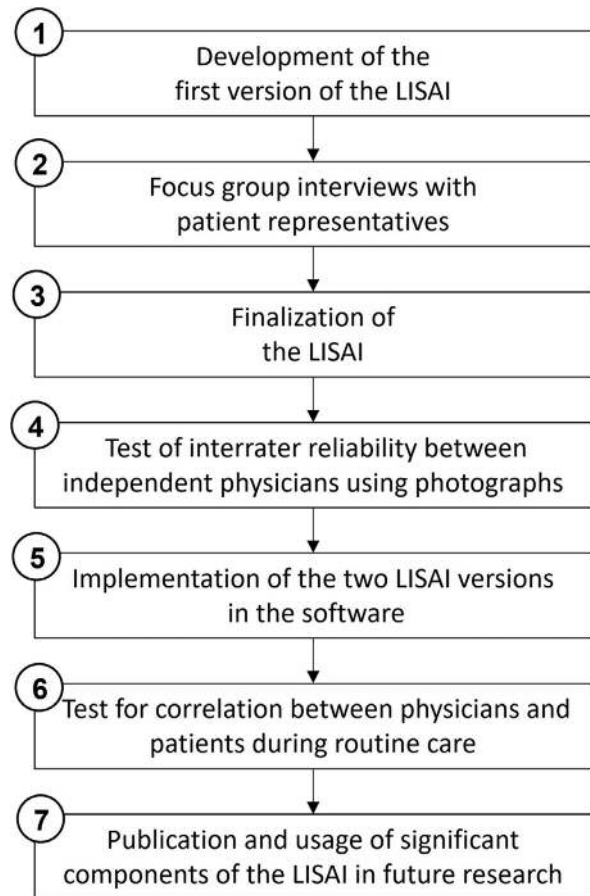 1
Development of the
first version of the LISAI
2
Focus group interviews with
patient representatives
3
Finalization of
the LISAI
4
Test of interrater reliability between
independent physicians using photographs
5
Implementation of the two LISAI versions
in the software
6
Test for correlation between physicians and
patients during routine care
7
Publication and usage of significant
components of the LISAI in future research